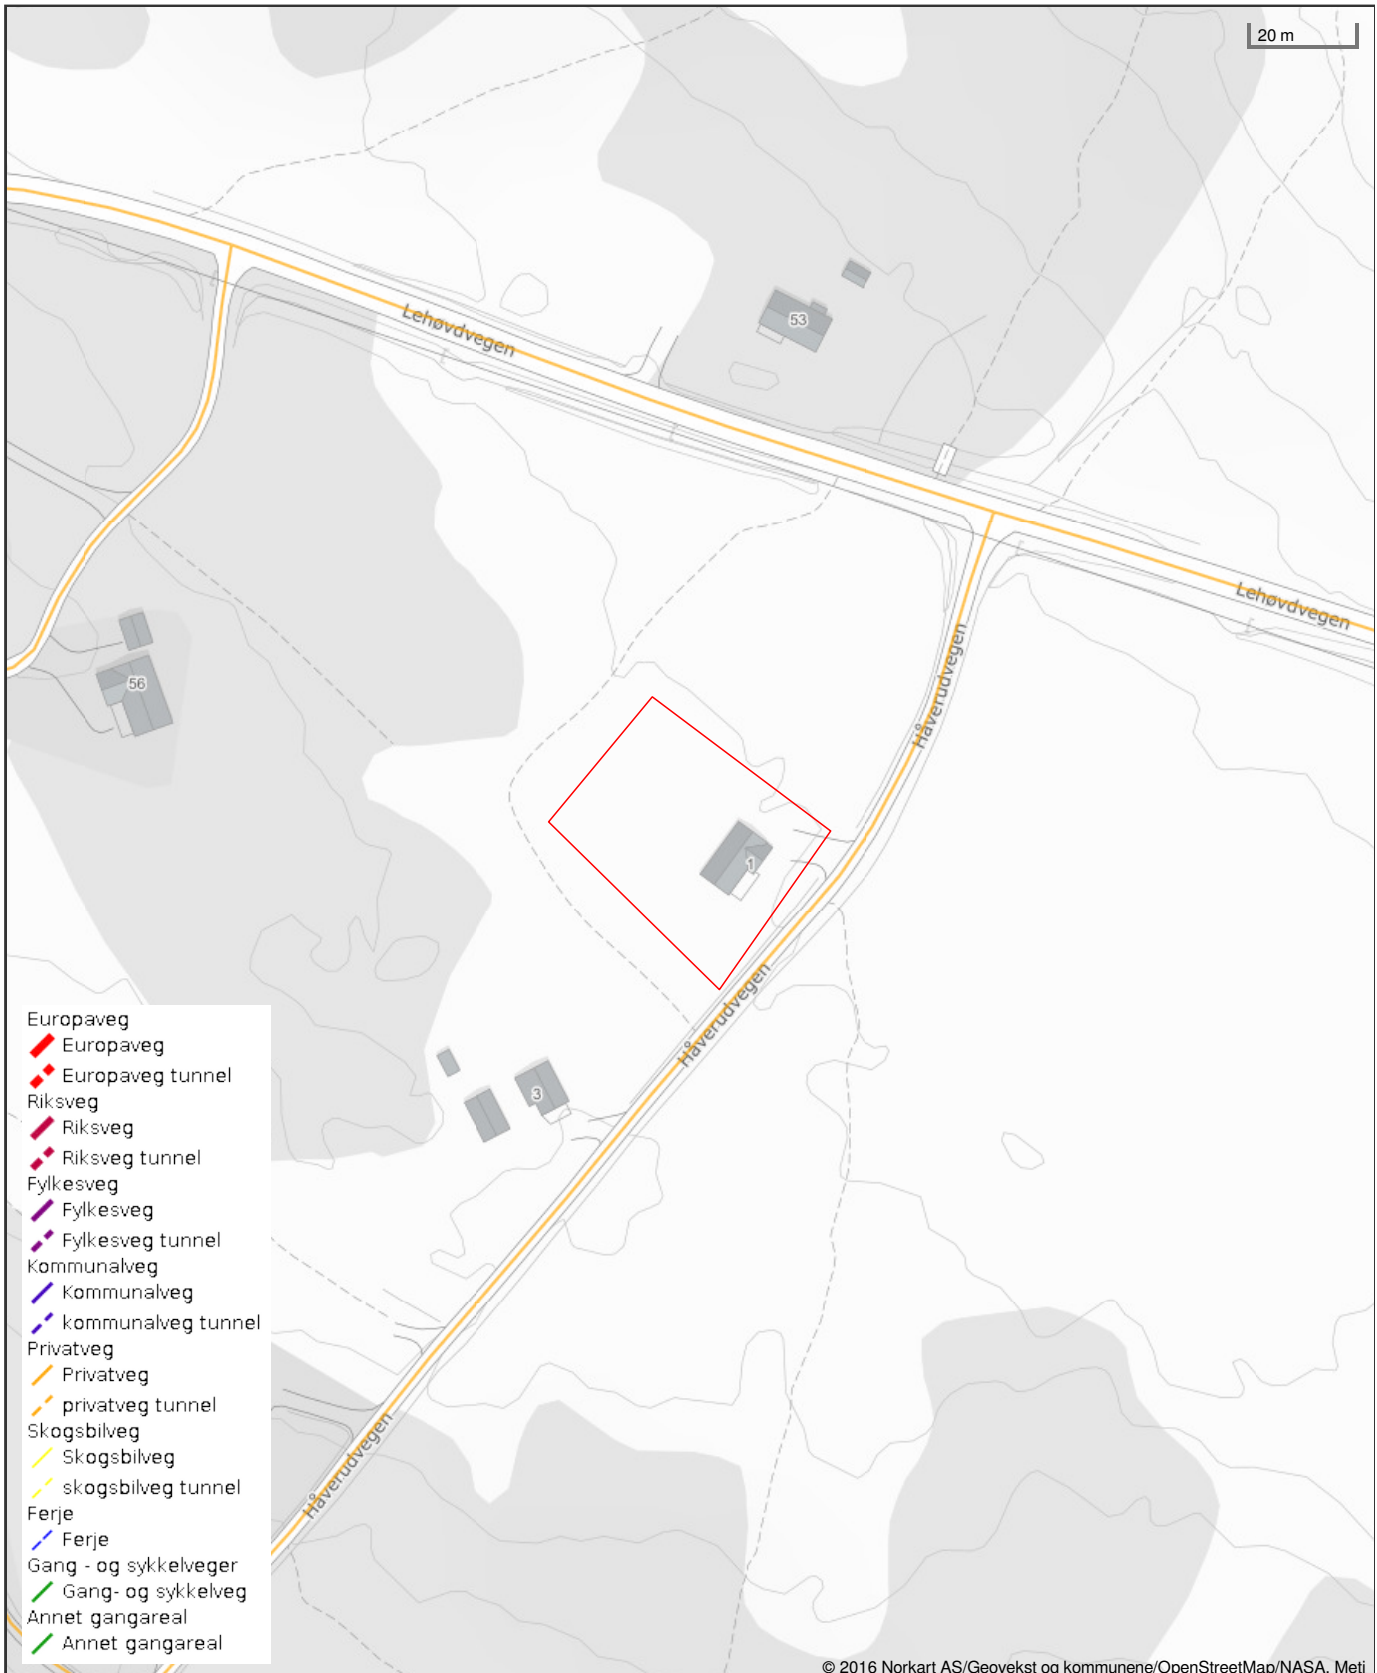 20 m
53
Lehøvdvegen
Lehøvdvegen
Håverudvegen
56
1
Håverudvegen
3
Håverudvegen
Europaveg
Europaveg
Europaveg tunnel
Riksveg
Riksveg
Riksveg tunnel
Fylkesveg
Fylkesveg
Fylkesveg tunnel
Kommunalveg
Kommunalveg
kommunalveg tunnel
Privatveg
Privatveg
privatveg tunnel
Skogsbilveg
Skogsbilveg
skogsbilveg tunnel
Ferje
Ferje
Gang - og sykkelveger
Gang- og sykkelveg
Annet gangareal
Annet gangareal
© 2016 Norkart AS/Geovekst og kommunene/OpenStreetMap/NASA, Meti